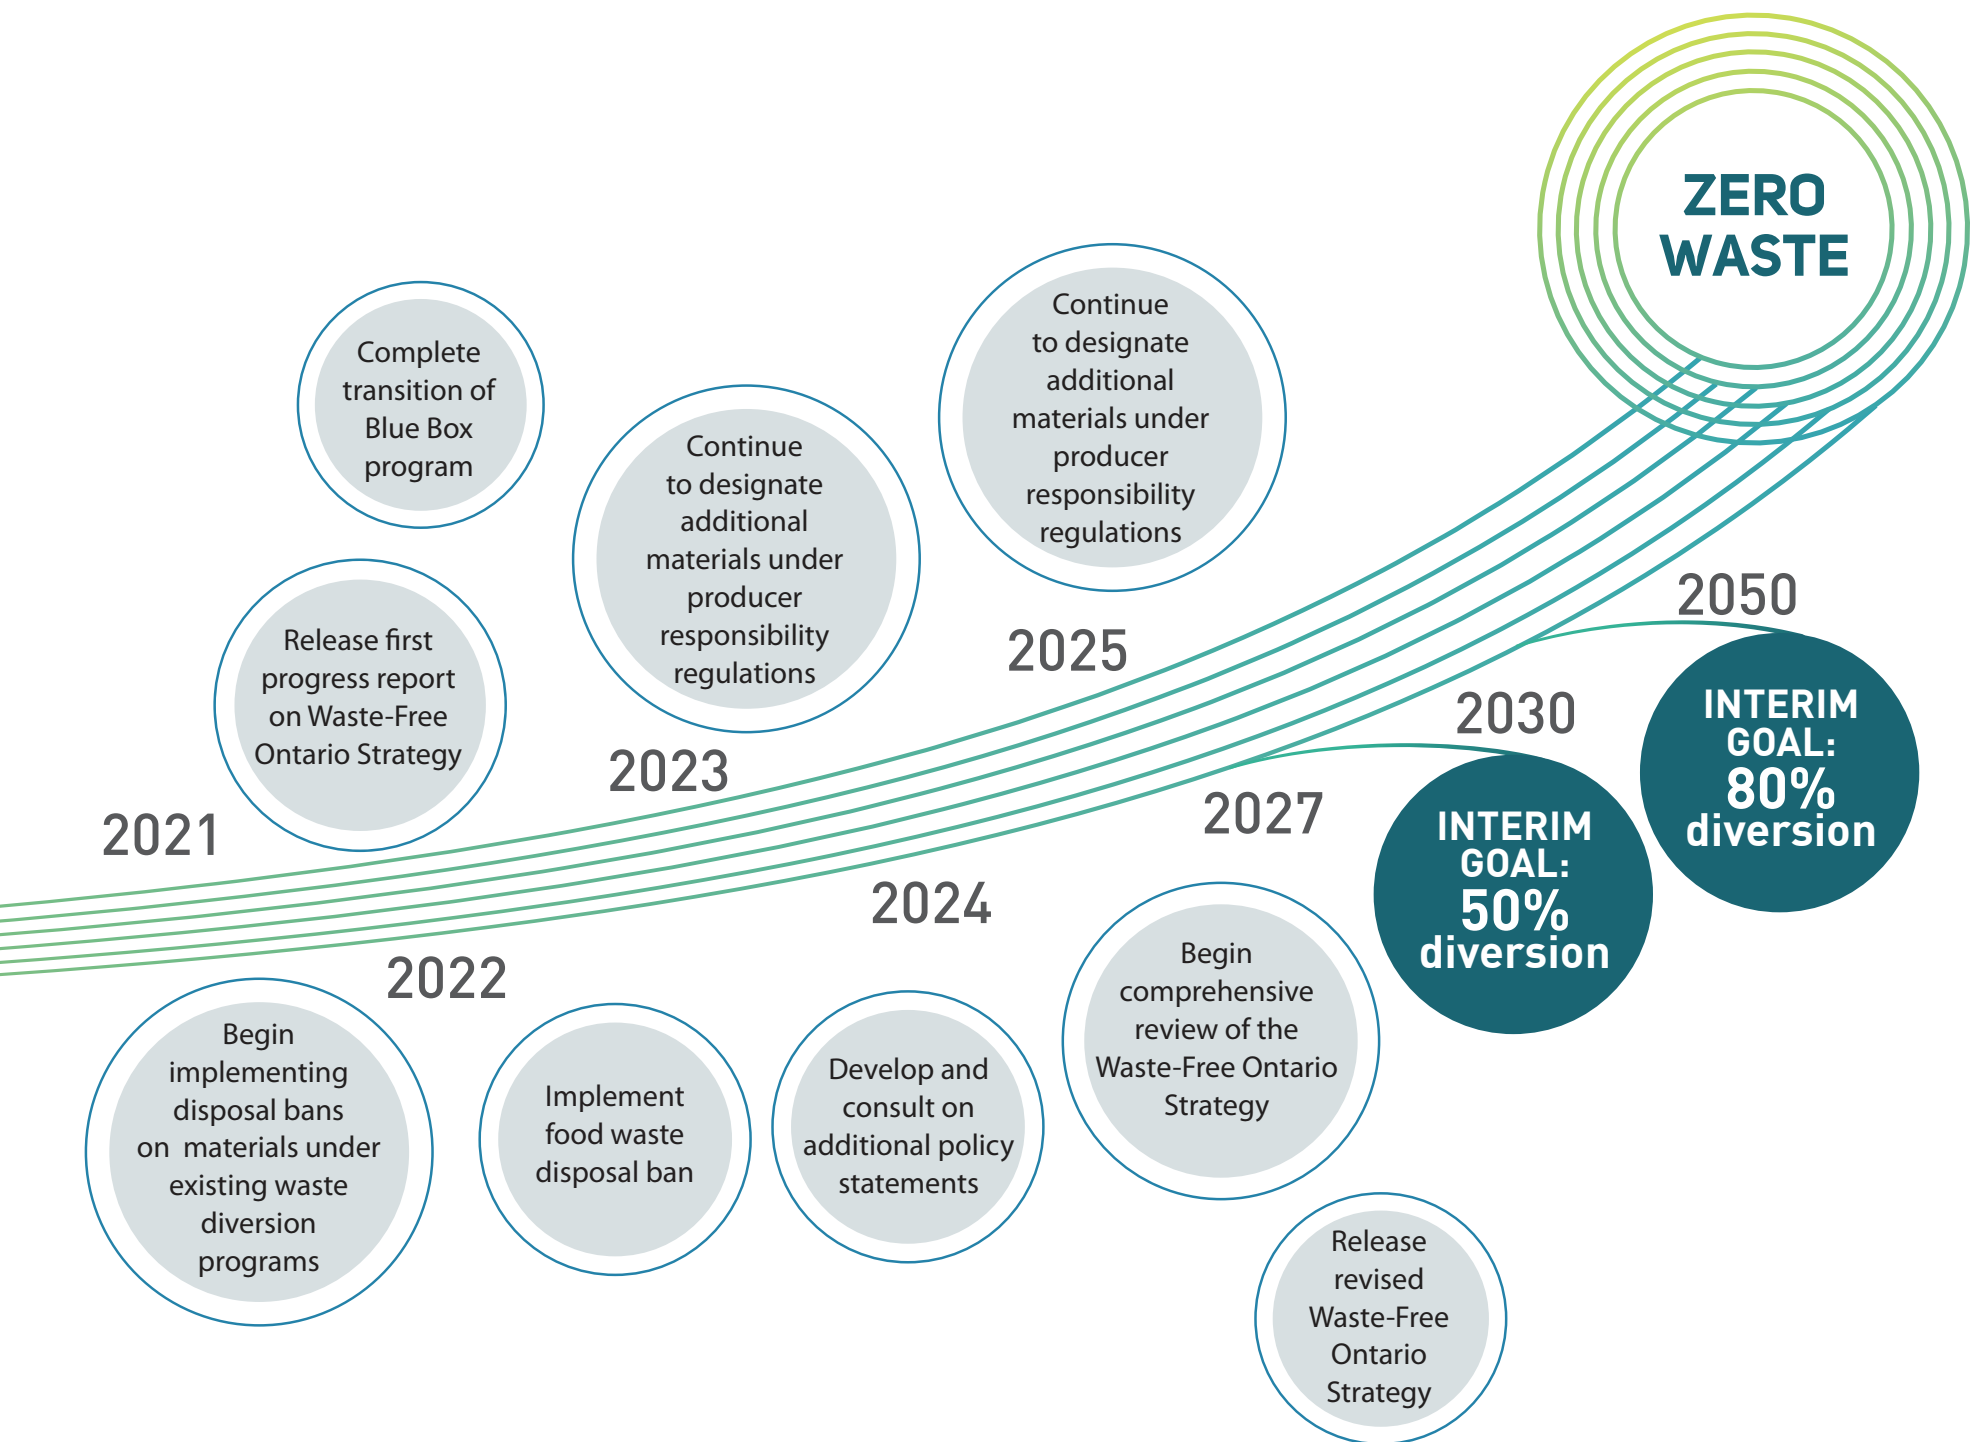 ZERO
WASTE
Complete
transition of
Blue Box
program
Release first
progress report
on Waste-Free
Ontario Strategy
2021
Begin
implementing
disposal bans
on materials under
existing waste
diversion
programs
2022
Implement
food waste
disposal ban
Continue
to designate
additional
materials under
producer
responsibility
regulations
2023
2024
Develop and
consult on
additional policy
statements
Continue
to designate
additional
materials under
producer
responsibility
regulations
2025
2027
Begin
comprehensive
review of the
Waste-Free Ontario
Strategy
Release
revised
Waste-Free
Ontario
Strategy
2030
INTERIM
GOAL:
50%
diversion
2050
INTERIM
GOAL:
80%
diversion